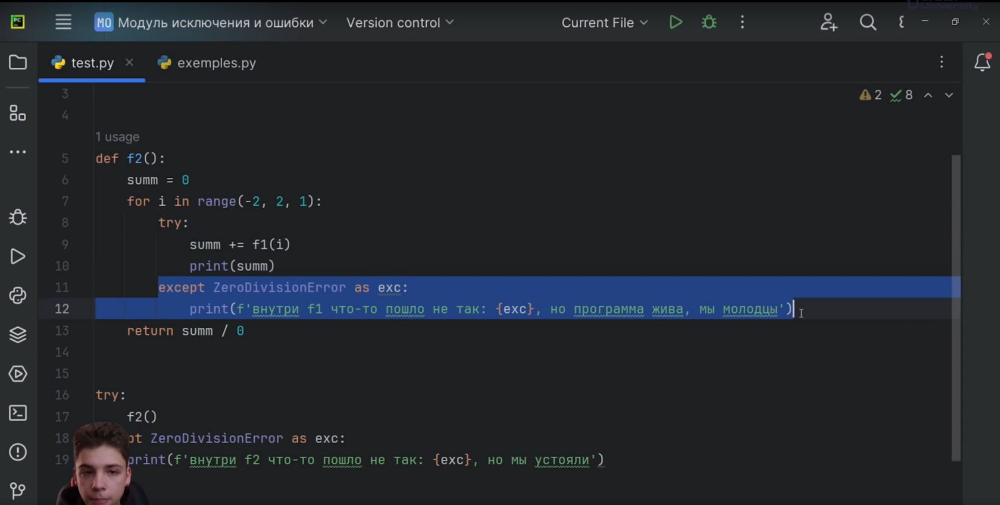 University
PC
MO Модуль исключения и ошибки Version control Current File
test.py exemples.py
3
2 8
4
1 usage
5 def f2():
6 summ = 0
7 for i in range(-2, 2, 1):
8 try:
9 summ += f1(i)
10 print(summ)
11 except ZeroDivisionError as exc:
12 print(f'внутри f1 что-то пошло не так: {exc}, но программа жива, мы молодцы')
13 return summ / 0
14
15
16 try:
17 f2()
18 pt ZeroDivisionError as exc:
19 print(f'внутри f2 что-то пошло не так: {exc}, но мы устояли')